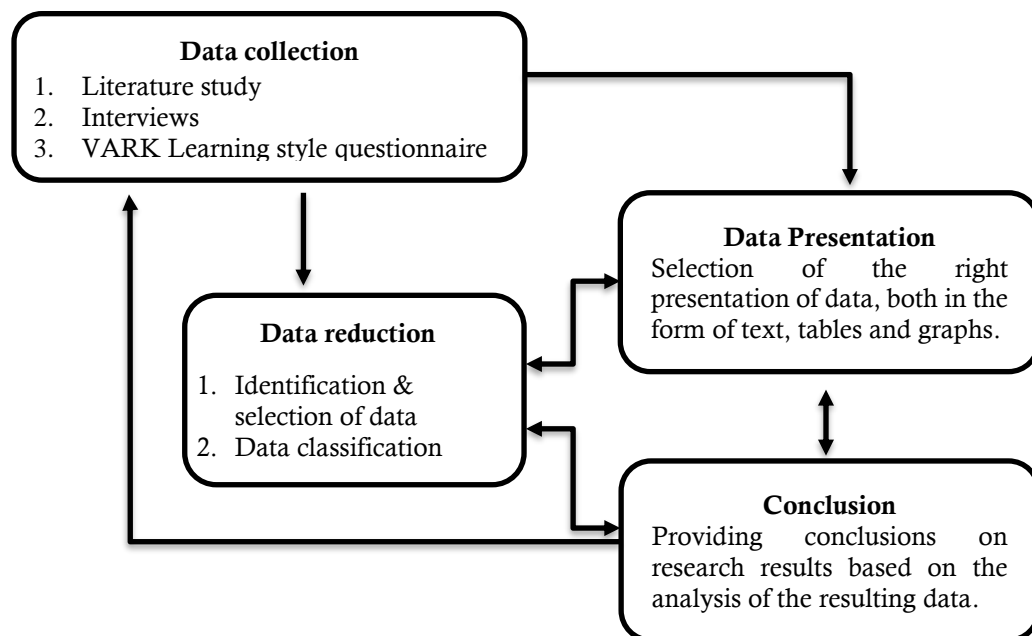 Data collection
1. Literature study
2. Interviews
3. VARK Learning style questionnaire
Data Presentation
Selection of the right
presentation of data, both in the
form of text, tables and graphs.
Data reduction
1. Identification &
selection of data
2. Data classification
Conclusion
Providing conclusions on
research results based on the
analysis of the resulting data.